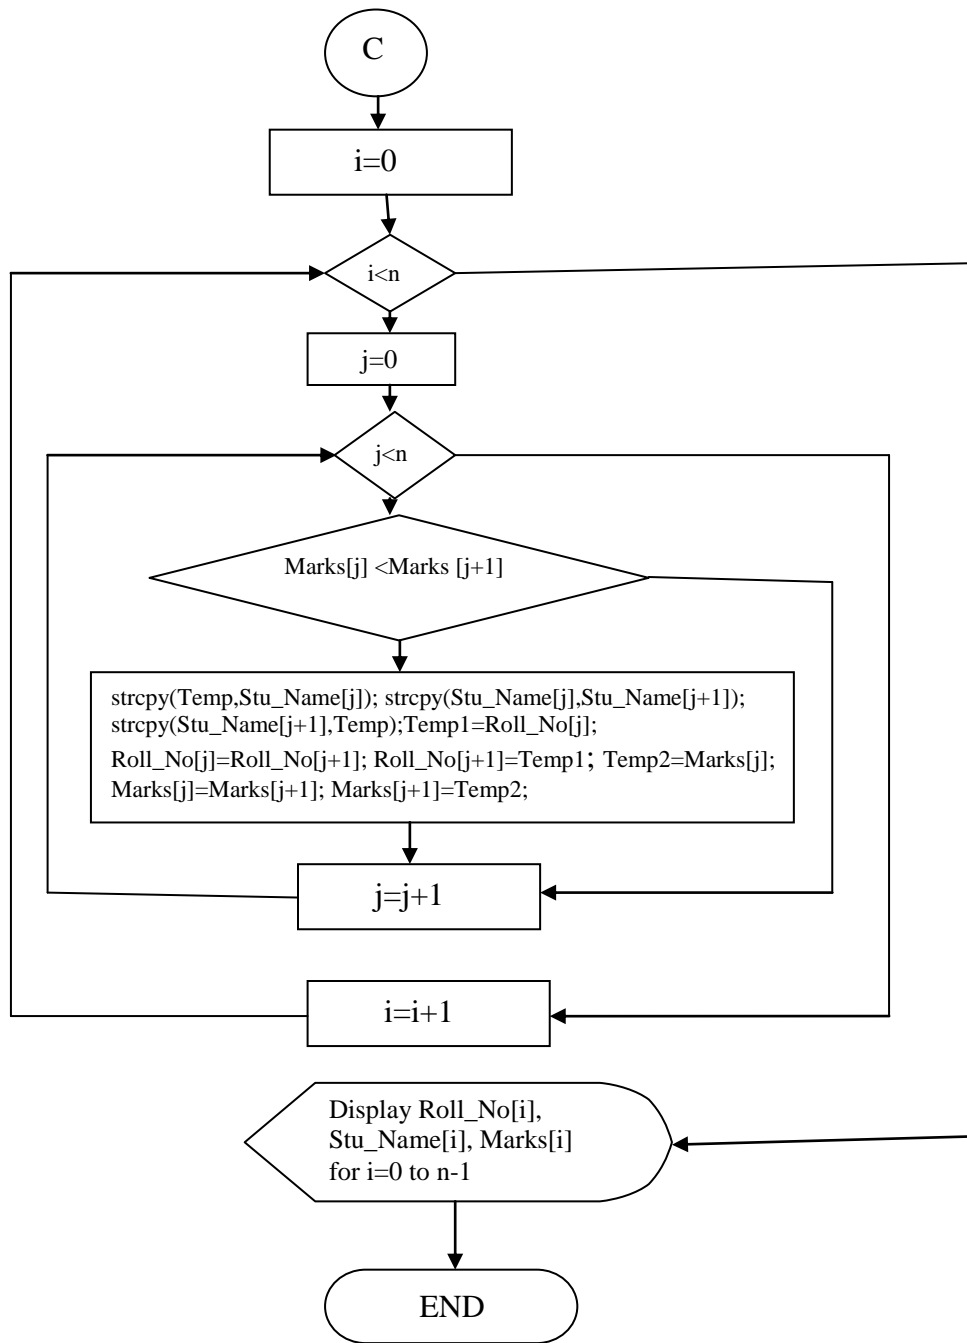 C
i=0
i<n
j=0
j<n
Marks[j] <Marks [j+1]
strcpy(Temp,Stu_Name[j]); strcpy(Stu_Name[j],Stu_Name[j+1]);
strcpy(Stu_Name[j+1],Temp);Temp1=Roll_No[j];
Roll_No[j]=Roll_No[j+1]; Roll_No[j+1]=Temp1; Temp2=Marks[j];
Marks[j]=Marks[j+1]; Marks[j+1]=Temp2;
j=j+1
i=i+1
Display Roll_No[i],
Stu_Name[i], Marks[i]
for i=0 to n-1
END